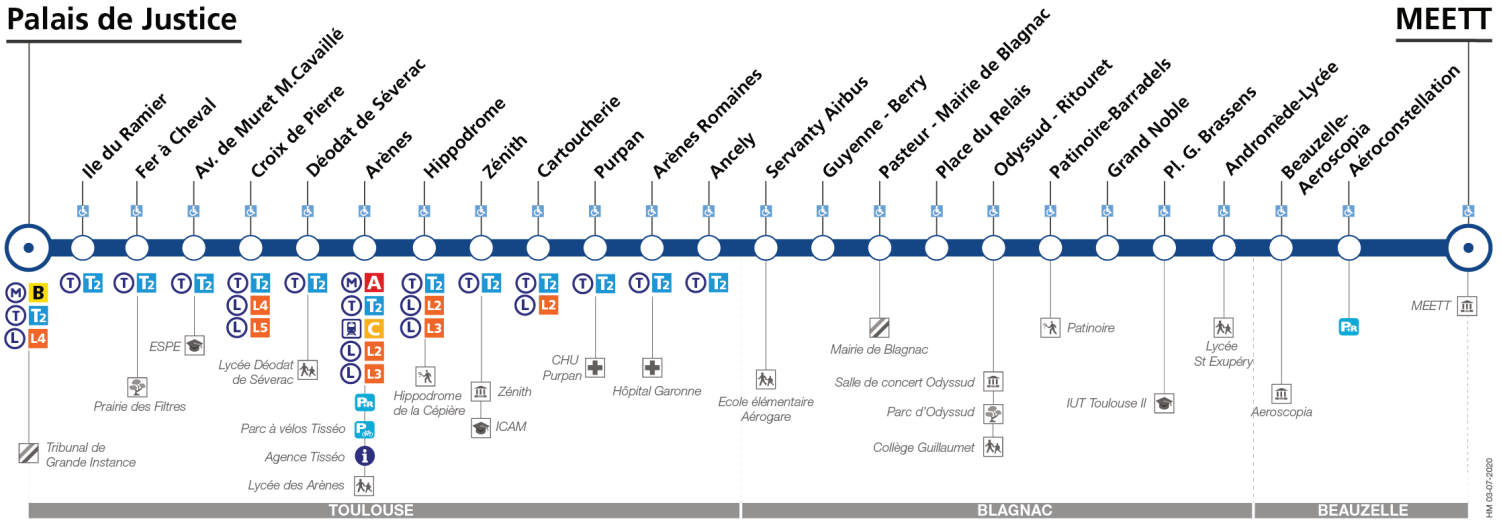 Palais de Justice
MEETT
Ile du Ramier
Fer à Cheval
Av. de Muret M.Cavaillé
Croix de Pierre
Déodat de Séverac
Arènes
Hippodrome
Zénith
Cartoucherie
Purpan
Arènes Romaines
Ancely
Servanty Airbus
Guyenne - Berry
Pasteur - Mairie de Blagnac
Place du Relais
Odyssud - Ritouret
Patinoire-Barradels
Grand Noble
Pl. G. Brassens
Andromède-Lycée
Beauzelle-
Aeroscopia
Aéroconstellation
M B
T T2
L L4
Tribunal de
Grande Instance
T T2
T T2
Prairie des Filtres
T T2
ESPE
T T2
L L4
L L5
T T2
Lycée Déodat
de Séverac
M A
T T2
C
L L2
L L3
P+R
P
Parc à vélos Tisséo
Agence Tisséo
i
Lycée des Arènes
T T2
L L2
L L3
Hippodrome
de la Cépière
T T2
Zénith
ICAM
T T2
L L2
T T2
CHU
Purpan
T T2
Hôpital Garonne
T T2
Ecole élémentaire
Aérogare
Mairie de Blagnac
Salle de concert Odyssud
Parc d'Odyssud
Collège Guillaumet
Patinoire
IUT Toulouse II
Lycée
St Exupéry
Aeroscopia
P+R
MEETT
TOULOUSE
BLAGNAC
BEAUZELLE
HM 03-07-2020